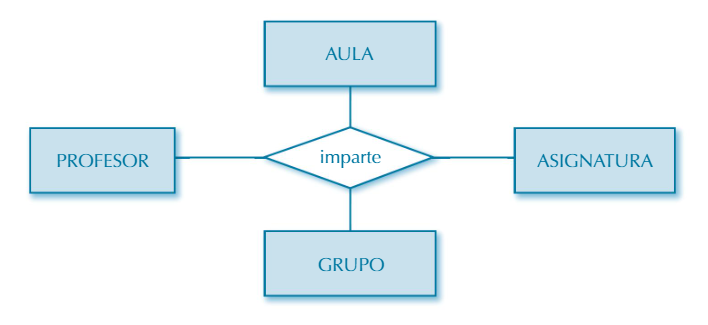 AULA
PROFESOR
imparte
ASIGNATURA
GRUPO